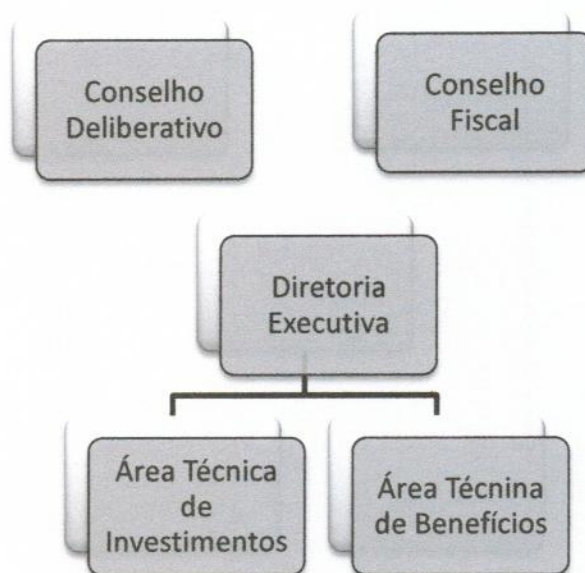 Conselho
Deliberativo
Conselho
Fiscal
Diretoria
Executiva
Área Técnica
de
Investimentos
Área Técnina
de Benefícios